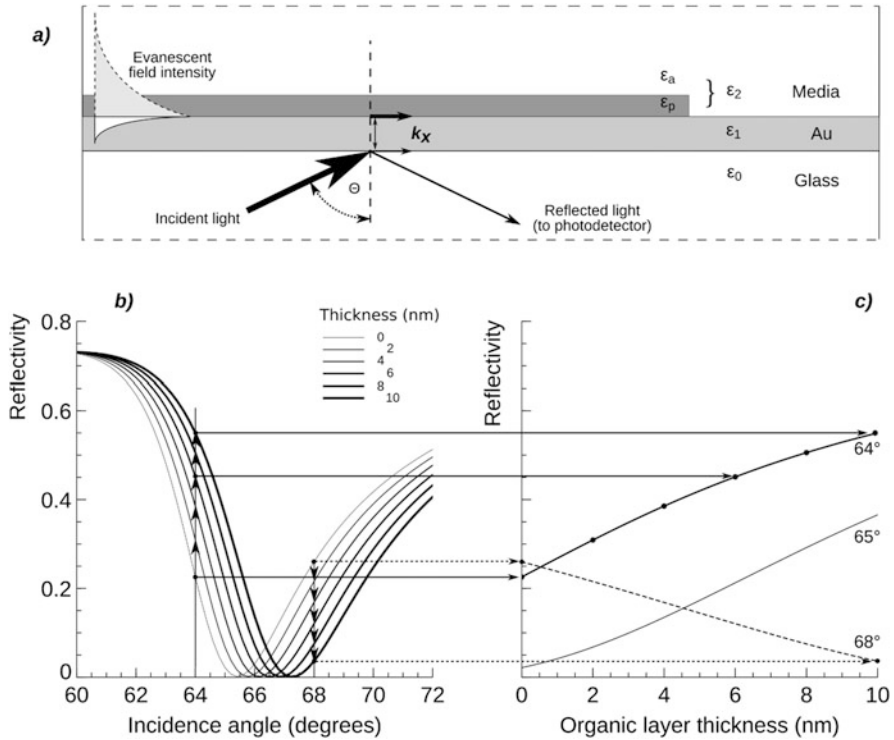 a)
Evanescent
field intensity
εa
εp
}
ε2
Media
kx
ε1
Au
ε0
Glass
Θ
Incident light
Reflected light
(to photodetector)
b)
Thickness (nm)
0
2
4
6
8
10
Reflectivity
0.8
0.6
0.4
0.2
0
60 62 64 66 68 70 72
Incidence angle (degrees)
c)
Reflectivity
64°
65°
68°
0 2 4 6 8 10
Organic layer thickness (nm)